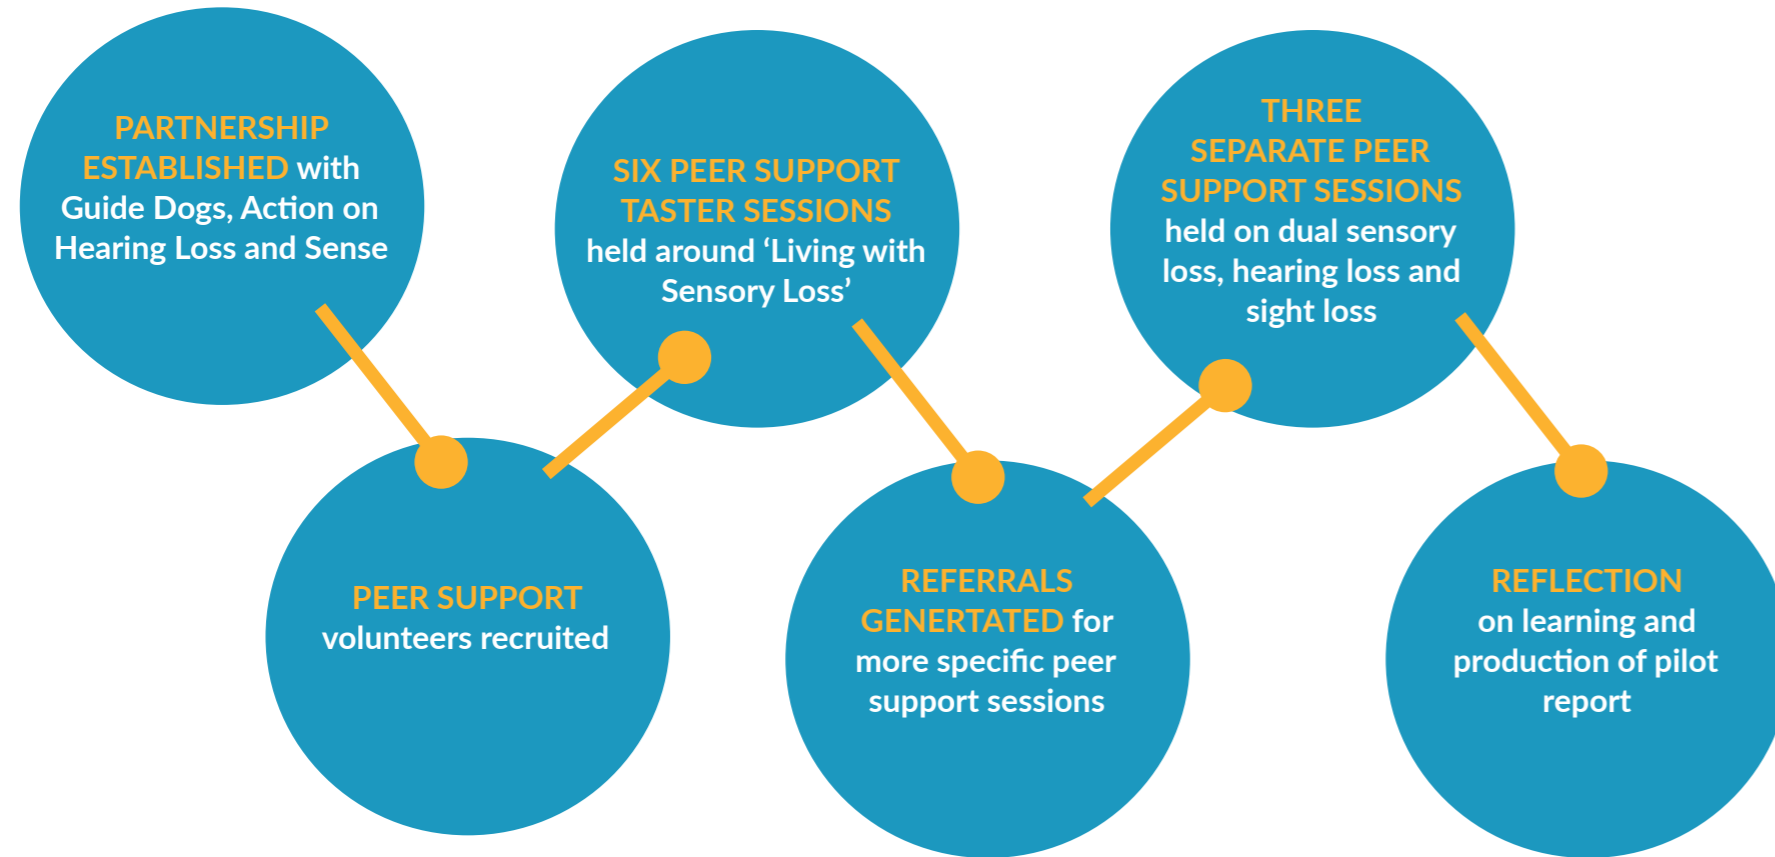 PARTNERSHIP
ESTABLISHED with
Guide Dogs, Action on
Hearing Loss and Sense
PEER SUPPORT
volunteers recruited
SIX PEER SUPPORT
TASTER SESSIONS
held around ‘Living with
Sensory Loss’
REFERRALS
GENERTATED for
more specific peer
support sessions
THREE
SEPARATE PEER
SUPPORT SESSIONS
held on dual sensory
loss, hearing loss and
sight loss
REFLECTION
on learning and
production of pilot
report